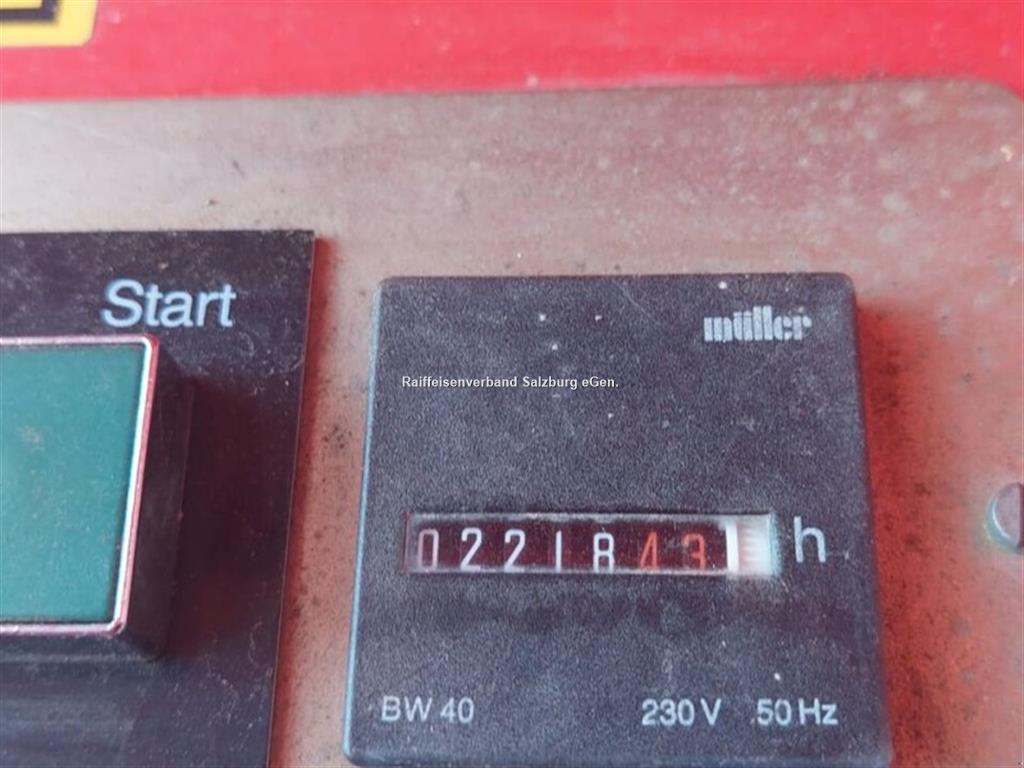 Start
müller
Raiffeisenverband Salzburg eGen.
0221843 h
BW 40 230 V 50 Hz